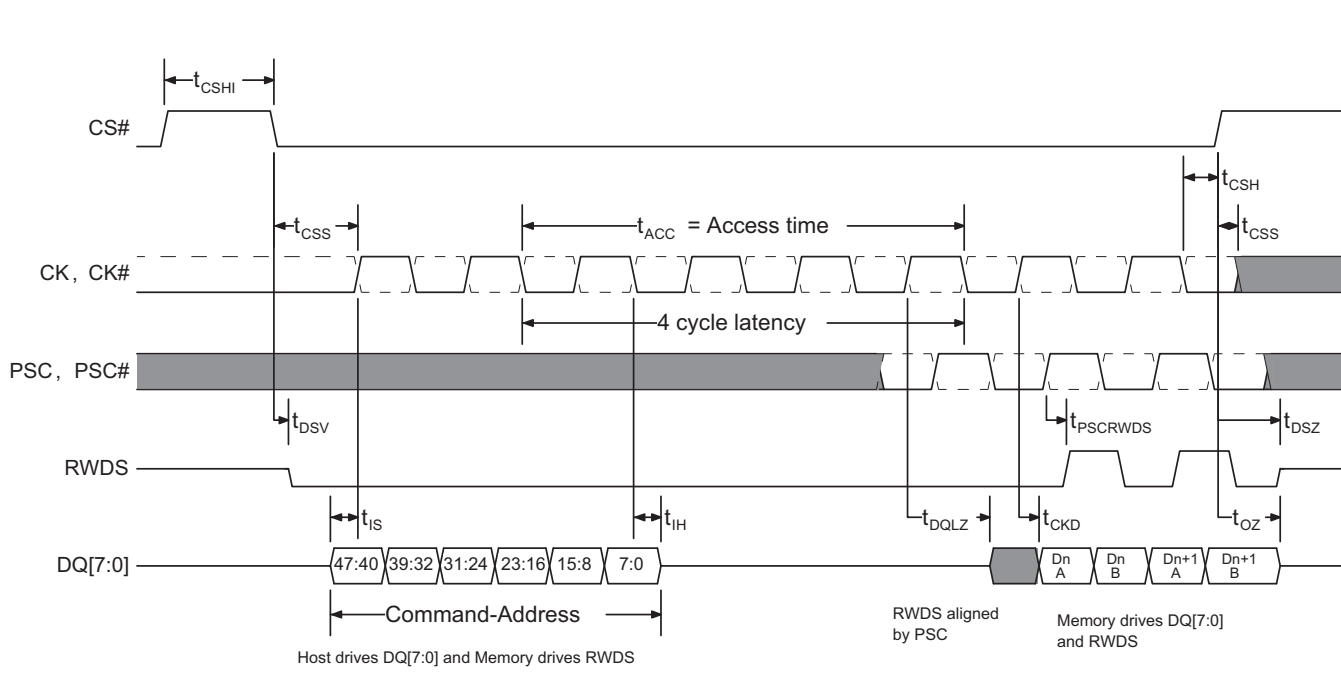 tCSHI
CS#
tCSH
tCSS
tACC = Access time
tCSS
CK, CK#
4 cycle latency
PSC, PSC#
tDSV
tPSCRWDS
tDSZ
RWDS
tIS
tIH
tDQLZ
tCKD
tOZ
DQ[7:0]
47:40
39:32
31:24
23:16
15:8
7:0
Dn
A
Dn
B
Dn+1
A
Dn+1
B
Command-Address
RWDS aligned
by PSC
Memory drives DQ[7:0]
and RWDS
Host drives DQ[7:0] and Memory drives RWDS